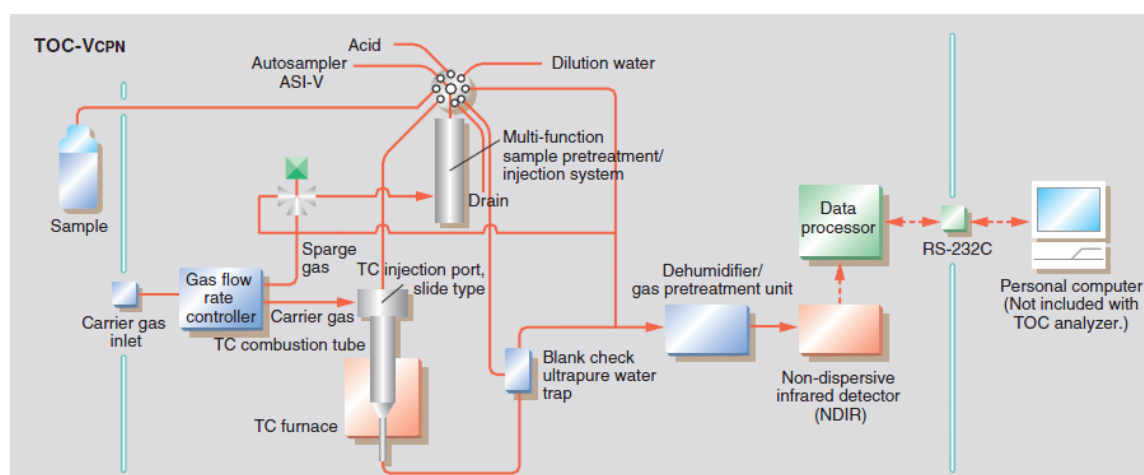 TOC-VCPN
Acid
Autosampler
ASI-V
Dilution water
Multi-function
sample pretreatment/
injection system
Drain
Sample
Sparge
gas
TC injection port,
slide type
Gas flow
rate
controller
Carrier gas
Carrier gas
inlet
TC combustion tube
TC furnace
Blank check
ultrapure water
trap
Dehumidifier/
gas pretreatment unit
Data
processor
Non-dispersive
infrared detector
(NDIR)
RS-232C
Personal computer
(Not included with
TOC analyzer.)